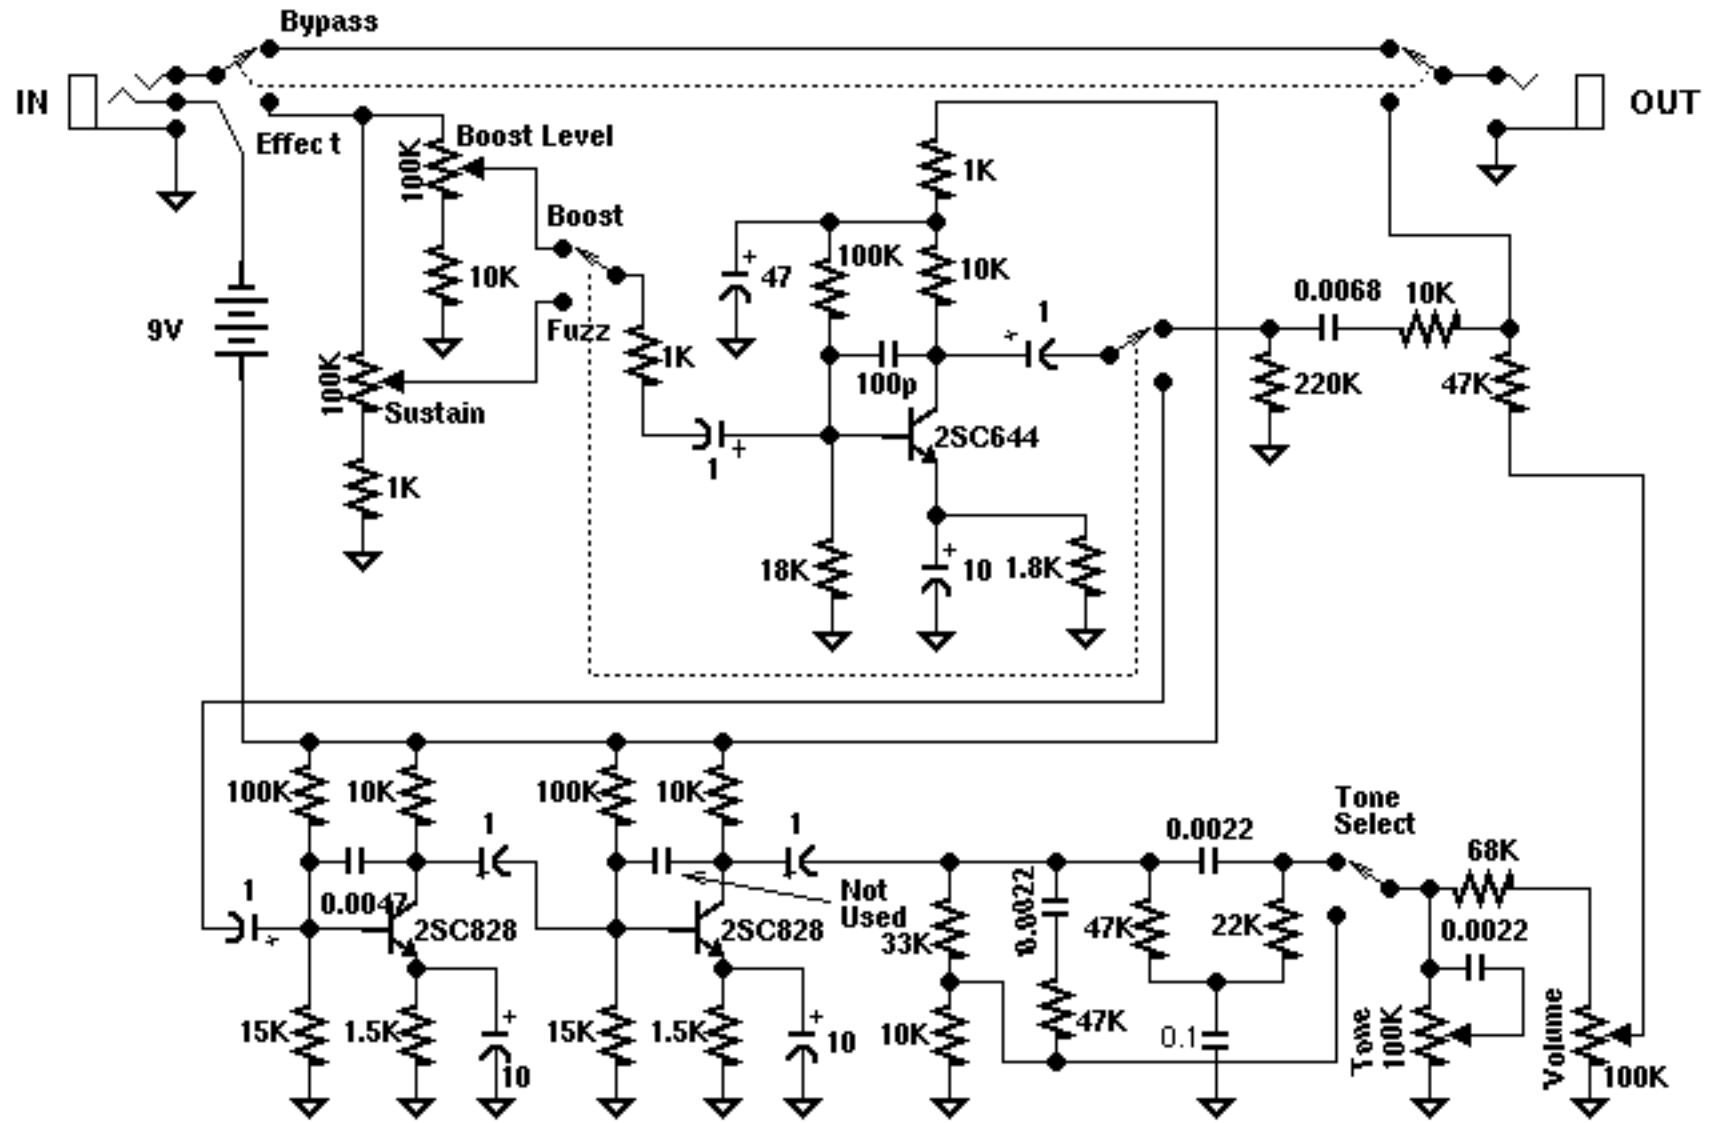 Bypass
IN
OUT
Effect
Boost Level
100K
1K
Boost
10K
47
100K
10K
9V
Fuzz
1K
100p
1
0.0068
10K
220K
47K
100K
Sustain
1K
2SC644
1
18K
10
1.8K
100K
10K
1
100K
10K
1
Tone
Select
0.0022
68K
1
0.0047
2SC828
2SC828
Not
Used
33K
0.0022
47K
22K
0.0022
15K
1.5K
10
15K
1.5K
10
10K
47K
0.1
Tone
100K
Volume
100K